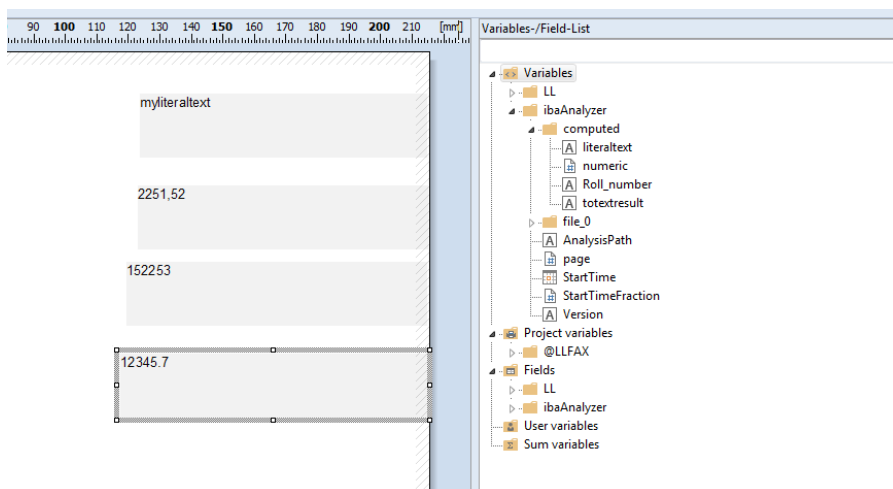 90 100 110 120 130 140 150 160 170 180 190 200 210 [mm]
myliteraltext
2251,52
152253
12345.7
Variables-/Field-List
Variables
LL
ibaAnalyzer
computed
literaltext
numeric
Roll_number
totextresult
file_0
AnalysisPath
page
StartTime
StartTimeFraction
Version
Project variables
@LLFAX
Fields
LL
ibaAnalyzer
User variables
Sum variables